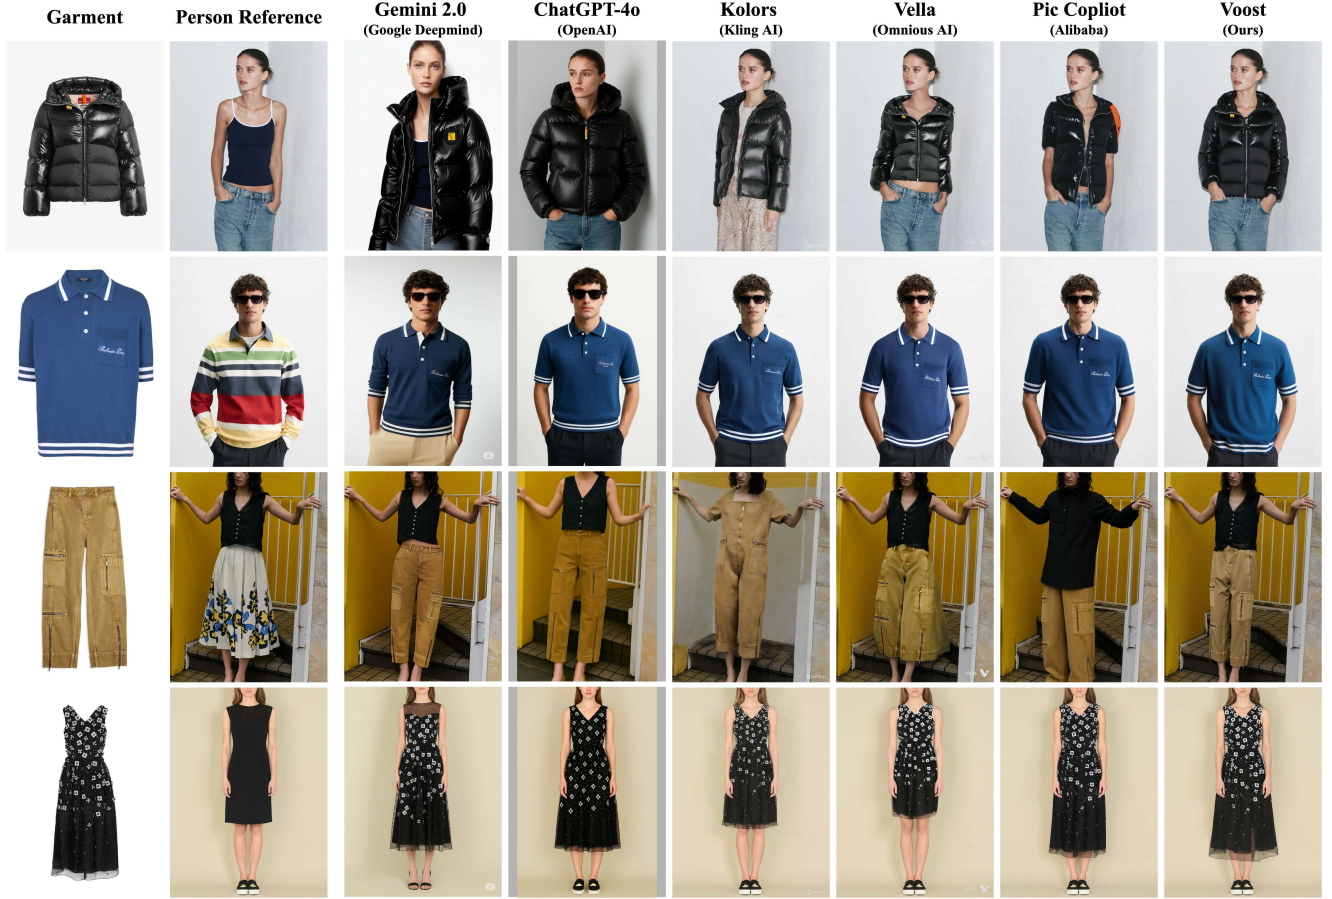 Garment
Person Reference
Gemini 2.0
(Google Deepmind)
ChatGPT-4o
(OpenAI)
Kolors
(Kling AI)
Vella
(Omnious AI)
Pic Copliot
(Alibaba)
Voost
(Ours)